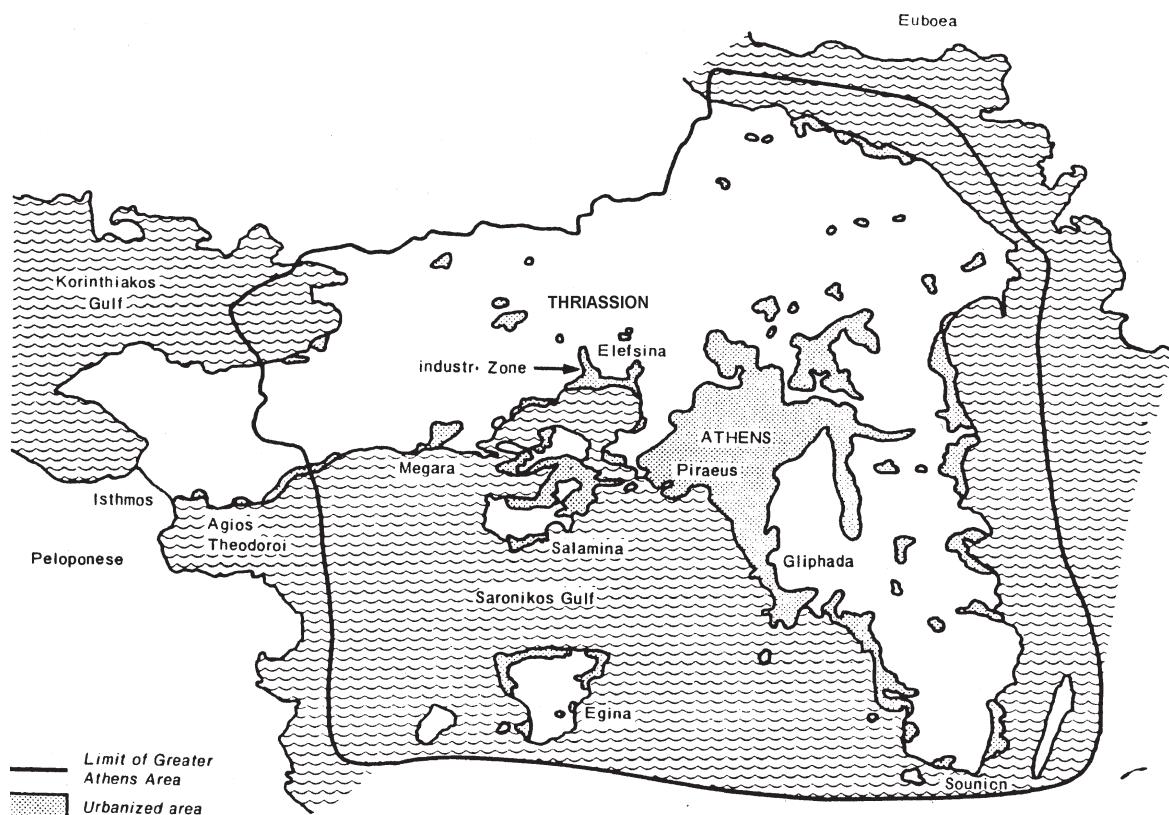 Euboea
Korinthiakos
Gulf
THRIASSION
Elefsina
industr. Zone
ATHENS
Megara
Piraeus
Isthmos
Agios
Theodoroi
Salamina
Peloponese
Gliphada
Saronikos Gulf
Egina
Limit of Greater
Athens Area
Sounion
Urbanized area